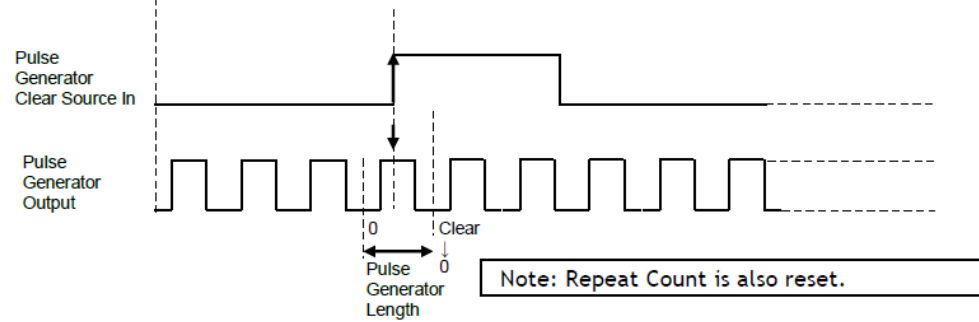 Pulse
Generator
Clear Source In
Pulse
Generator
Output
0
Clear
0
Pulse
Generator
Length
Note: Repeat Count is also reset.